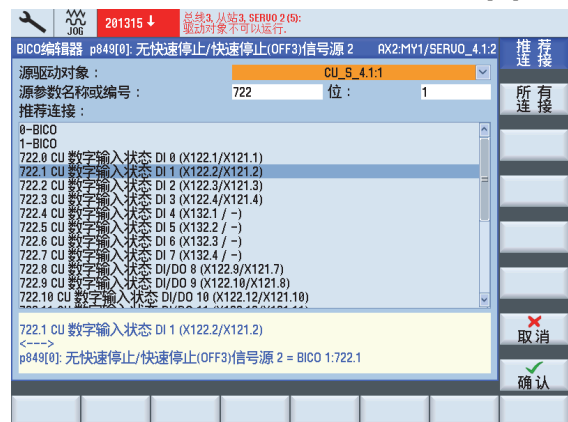 JOG
201315↓
总线3, 从站3, SERVO 2 (5):
驱动对象不可以运行.
BICO编辑器 p849[0]: 无快速停止/快速停止(OFF3)信号源 2 AX2:MY1/SERVO_4.1:2
推荐连接
源驱动对象： CU_S_4.1:1
源参数名称或编号： 722 位： 1
所有连接
推荐连接：
0-BICO
1-BICO
722.0 CU 数字输入状态 DI 0 (X122.1/X121.1)
722.1 CU 数字输入状态 DI 1 (X122.2/X121.2)
722.2 CU 数字输入状态 DI 2 (X122.3/X121.3)
722.3 CU 数字输入状态 DI 3 (X122.4/X121.4)
722.4 CU 数字输入状态 DI 4 (X132.1 / -)
722.5 CU 数字输入状态 DI 5 (X132.2 / -)
722.6 CU 数字输入状态 DI 6 (X132.3 / -)
722.7 CU 数字输入状态 DI 7 (X132.4 / -)
722.8 CU 数字输入状态 DI/DO 8 (X122.9/X121.7)
722.9 CU 数字输入状态 DI/DO 9 (X122.10/X121.8)
722.10 CU 数字输入状态 DI/DO 10 (X122.12/X121.10)
722.1 CU 数字输入状态 DI 1 (X122.2/X121.2)
<--->
p849[0]: 无快速停止/快速停止(OFF3)信号源 2 = BICO 1:722.1
取消
确认